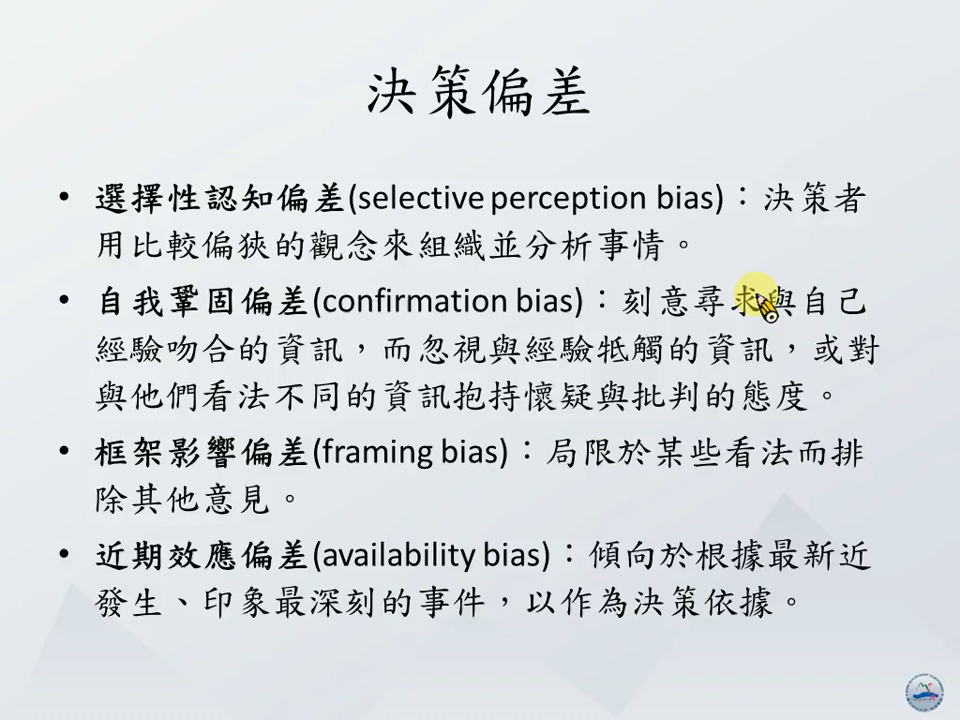 決策偏差
• 選擇性認知偏差(selective perception bias)：決策者
用比較偏狹的觀念來組織並分析事情。
• 自我鞏固偏差(confirmation bias)：刻意尋求與自己
經驗吻合的資訊，而忽視與經驗牴觸的資訊，或對
與他們看法不同的資訊抱持懷疑與批判的態度。
• 框架影響偏差(framing bias)：局限於某些看法而排
除其他意見。
• 近期效應偏差(availability bias)：傾向於根據最新近
發生、印象最深刻的事件，以作為決策依據。